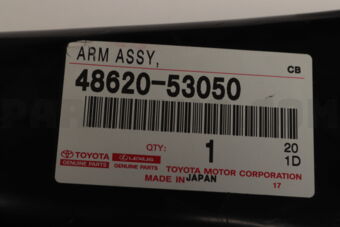 ARM ASSY,
CB
48620-53050
QTY: 1 20
1D
TOYOTA LEXUS
GENUINE PARTS GENUINE PARTS
TOYOTA MOTOR CORPORATION
MADE IN JAPAN 17